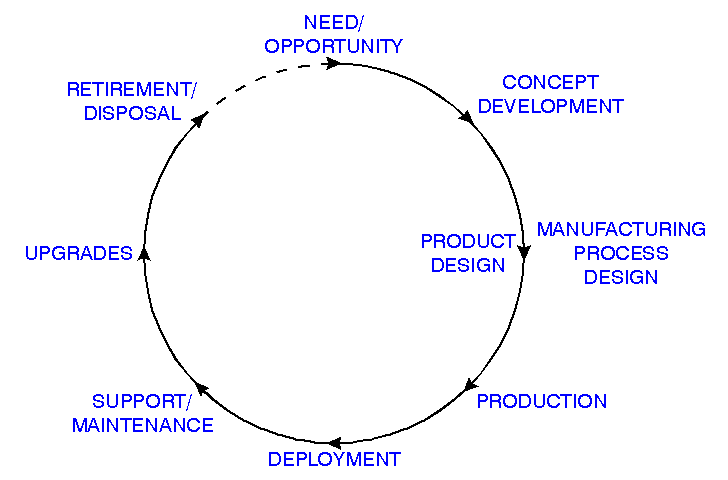 NEED/
OPPORTUNITY
CONCEPT
DEVELOPMENT
PRODUCT
DESIGN
MANUFACTURING
PROCESS
DESIGN
PRODUCTION
DEPLOYMENT
SUPPORT/
MAINTENANCE
UPGRADES
RETIREMENT/
DISPOSAL